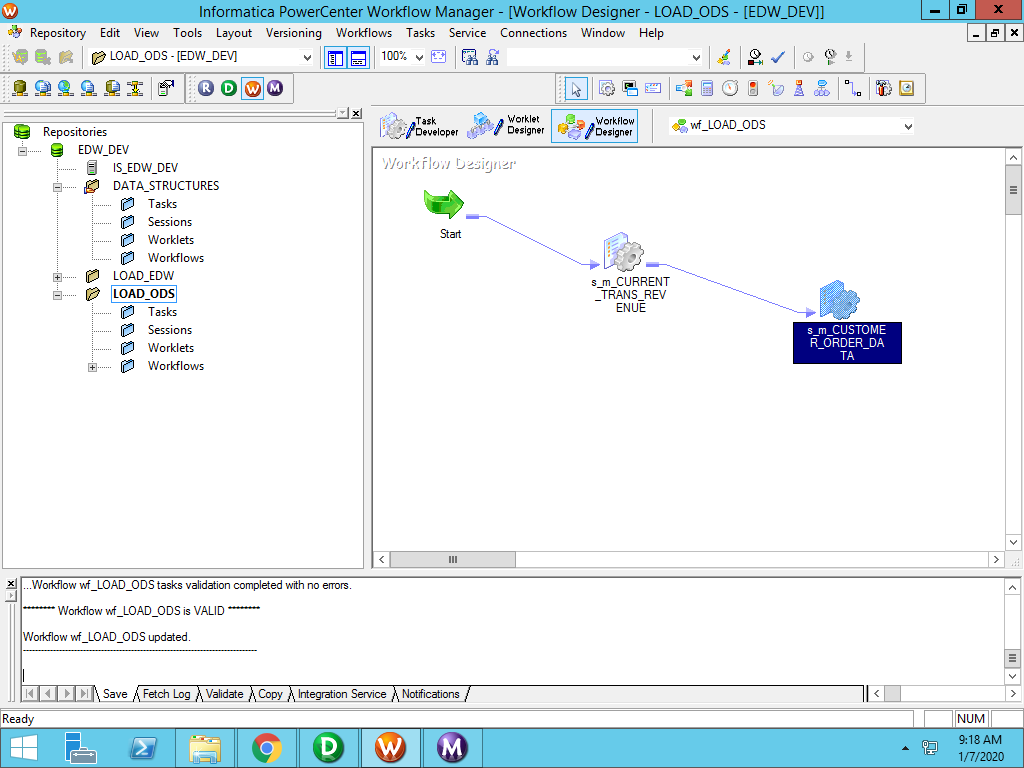 Informatica PowerCenter Workflow Manager - [Workflow Designer - LOAD_ODS - [EDW_DEV]]
Repository Edit View Tools Layout Versioning Workflows Tasks Service Connections Window Help
LOAD_ODS - [EDW_DEV]
100%
R D W M
Task Developer
Worklet Designer
Workflow Designer
wf_LOAD_ODS
Repositories
EDW_DEV
IS_EDW_DEV
DATA_STRUCTURES
Tasks
Sessions
Worklets
Workflows
LOAD_EDW
LOAD_ODS
Tasks
Sessions
Worklets
Workflows
Workflow Designer
Start
s_m_CURRENT
_TRANS_REV
ENUE
s_m_CUSTOME
R_ORDER_DA
TA
...Workflow wf_LOAD_ODS tasks validation completed with no errors.
******** Workflow wf_LOAD_ODS is VALID ********
Workflow wf_LOAD_ODS updated.
Save Fetch Log Validate Copy Integration Service Notifications
Ready
NUM
D W M
9:18 AM
1/7/2020